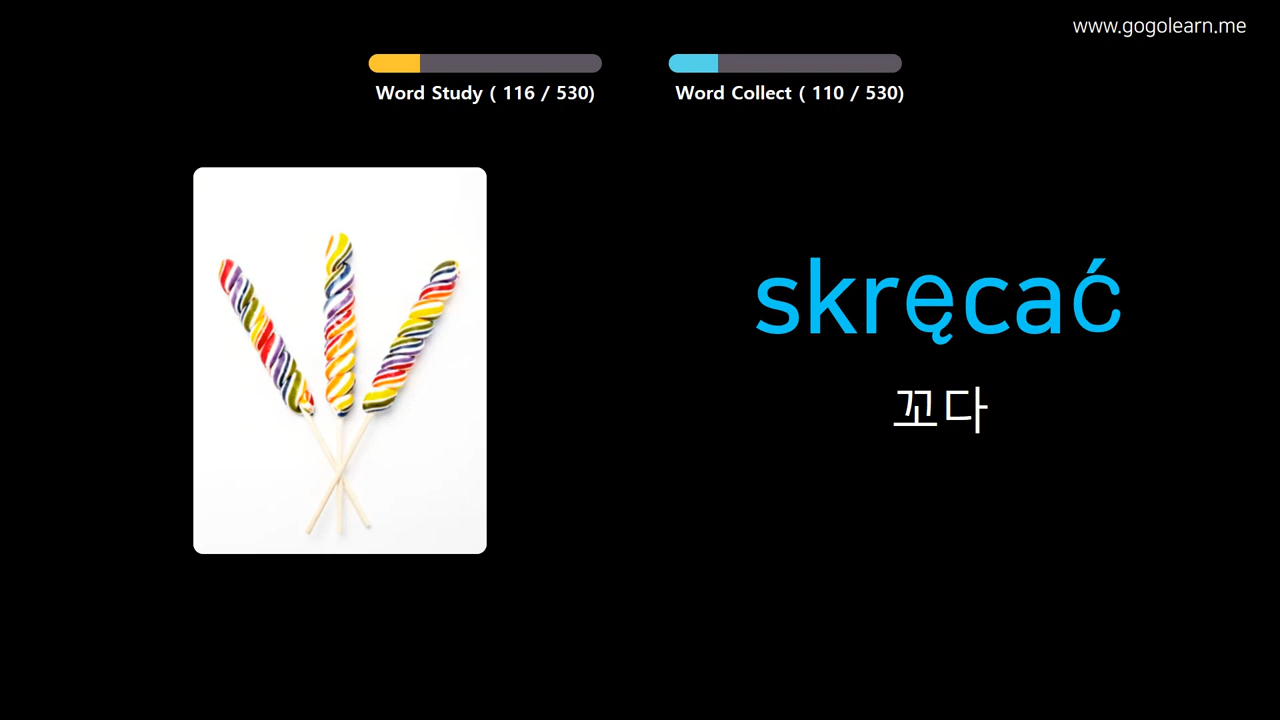 www.gogolearn.me
Word Study ( 116 / 530)
Word Collect ( 110 / 530)
skręcać
꼬다